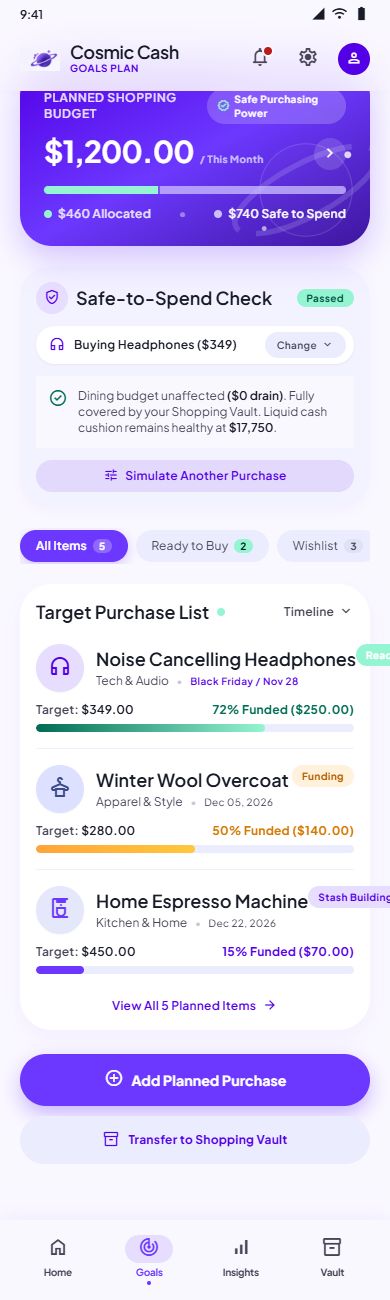 9:41
Cosmic Cash
GOALS PLAN
PLANNED SHOPPING
BUDGET
Safe Purchasing
Power
$1,200.00 / This Month
$460 Allocated
$740 Safe to Spend
Safe-to-Spend Check
Passed
Buying Headphones ($349)
Change
Dining budget unaffected ($0 drain). Fully
covered by your Shopping Vault. Liquid cash
cushion remains healthy at $17,750.
Simulate Another Purchase
All Items 5
Ready to Buy 2
Wishlist 3
Target Purchase List
Timeline
Noise Cancelling Headphones
Tech & Audio • Black Friday / Nov 28
Target: $349.00
72% Funded ($250.00)
Winter Wool Overcoat
Funding
Apparel & Style • Dec 05, 2026
Target: $280.00
50% Funded ($140.00)
Home Espresso Machine
Stash Building
Kitchen & Home • Dec 22, 2026
Target: $450.00
15% Funded ($70.00)
View All 5 Planned Items →
Add Planned Purchase
Transfer to Shopping Vault
Home
Goals
Insights
Vault